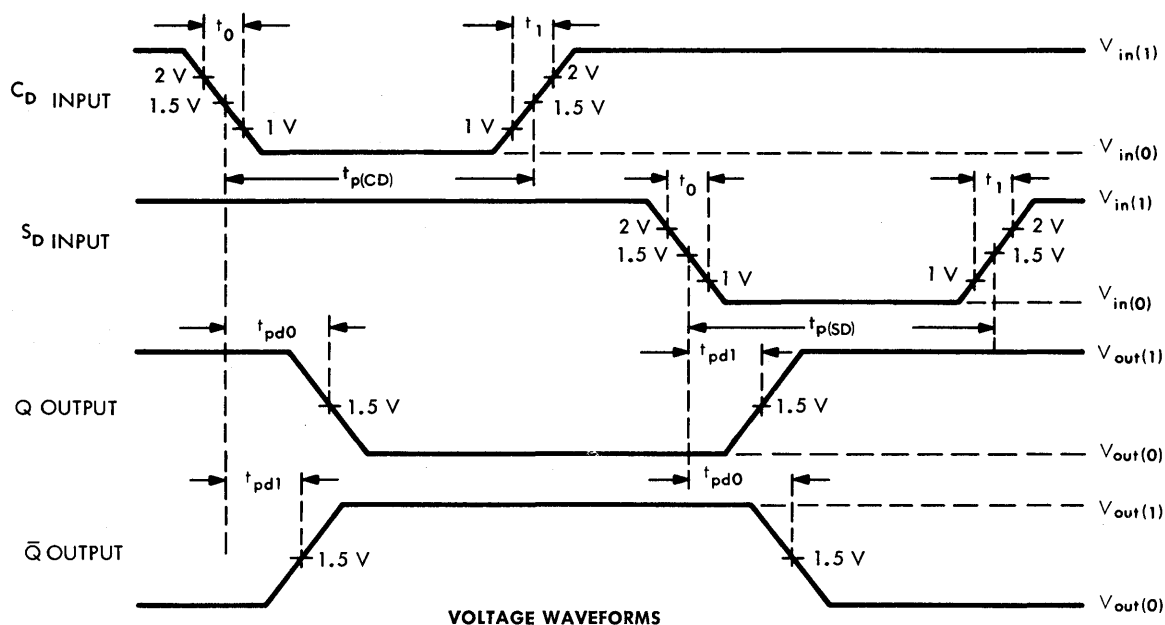 t0
t1
Vin(1)
2 V
2 V
CD INPUT
1.5 V
1.5 V
1 V
1 V
Vin(0)
tp(CD)
t0
t1
Vin(1)
SD INPUT
2 V
2 V
1.5 V
1.5 V
1 V
1 V
Vin(0)
tpd0
tp(SD)
tpd1
Vout(1)
Q OUTPUT
1.5 V
1.5 V
Vout(0)
tpd1
tpd0
Vout(1)
Q̄ OUTPUT
1.5 V
1.5 V
Vout(0)
VOLTAGE WAVEFORMS